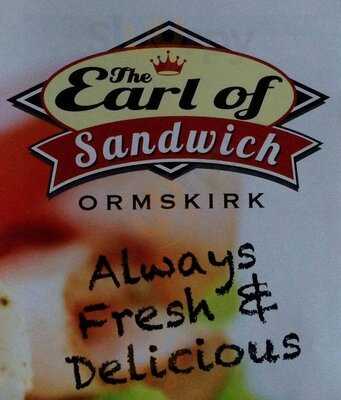 The
Earl of
Sandwich
ORMSKIRK
Always
Fresh &
Delicious